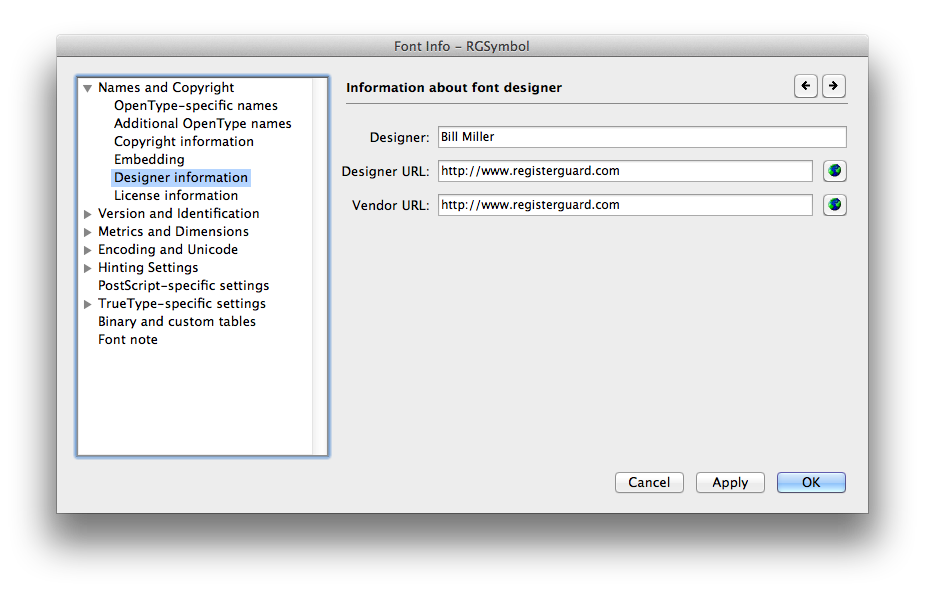 Font Info – RGSymbol
Names and Copyright
OpenType-specific names
Additional OpenType names
Copyright information
Embedding
Designer information
License information
Version and Identification
Metrics and Dimensions
Encoding and Unicode
Hinting Settings
PostScript-specific settings
TrueType-specific settings
Binary and custom tables
Font note
Information about font designer
Designer: Bill Miller
Designer URL: http://www.registerguard.com
Vendor URL: http://www.registerguard.com
Cancel Apply OK